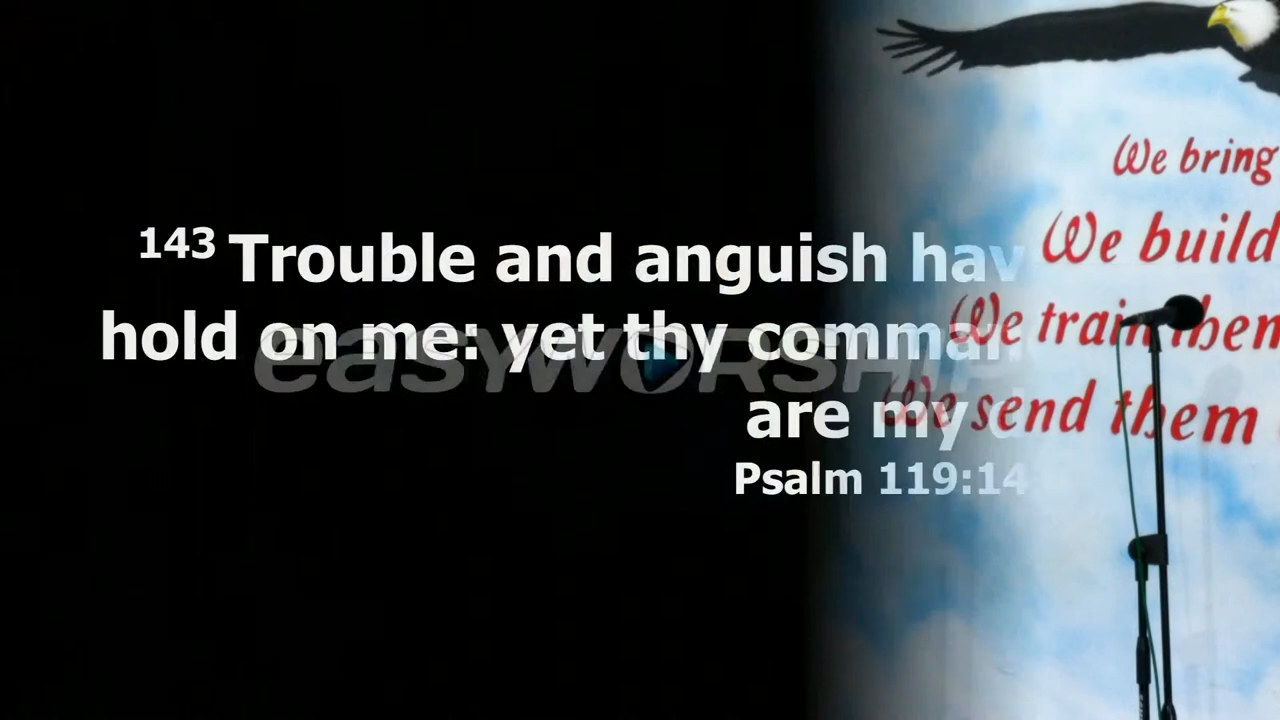 143 Trouble and anguish hav
hold on me: yet thy comman
are my
Psalm 119:14
easyworship
We bring
We build
We train them
We send them